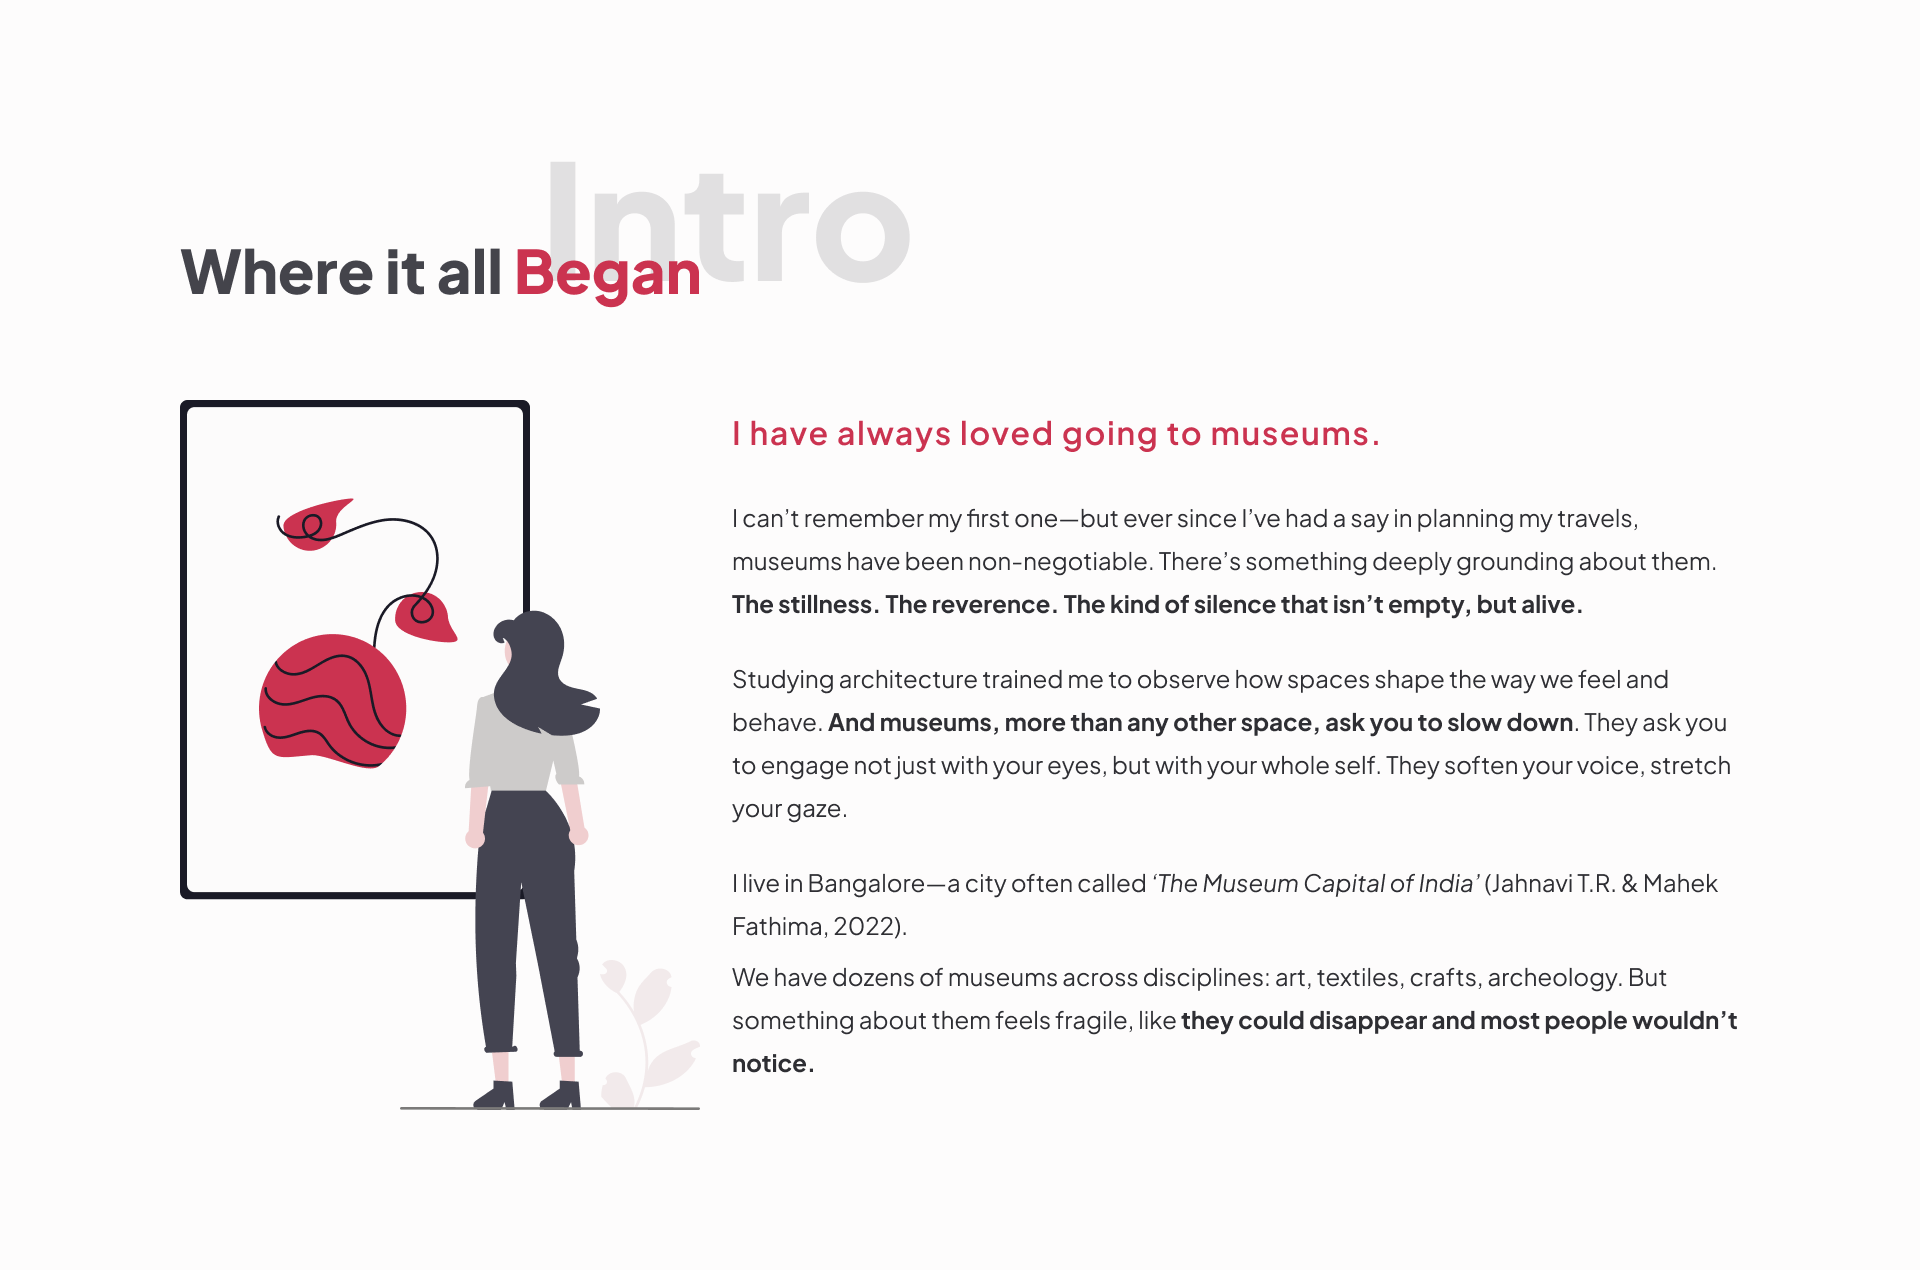 Intro
Where it all Began
I have always loved going to museums.
I can’t remember my first one—but ever since I’ve had a say in planning my travels,
museums have been non-negotiable. There’s something deeply grounding about them.
The stillness. The reverence. The kind of silence that isn’t empty, but alive.
Studying architecture trained me to observe how spaces shape the way we feel and
behave. And museums, more than any other space, ask you to slow down. They ask you
to engage not just with your eyes, but with your whole self. They soften your voice, stretch
your gaze.
I live in Bangalore—a city often called ‘The Museum Capital of India’ (Jahnavi T.R. & Mahek
Fathima, 2022).
We have dozens of museums across disciplines: art, textiles, crafts, archeology. But
something about them feels fragile, like they could disappear and most people wouldn’t
notice.